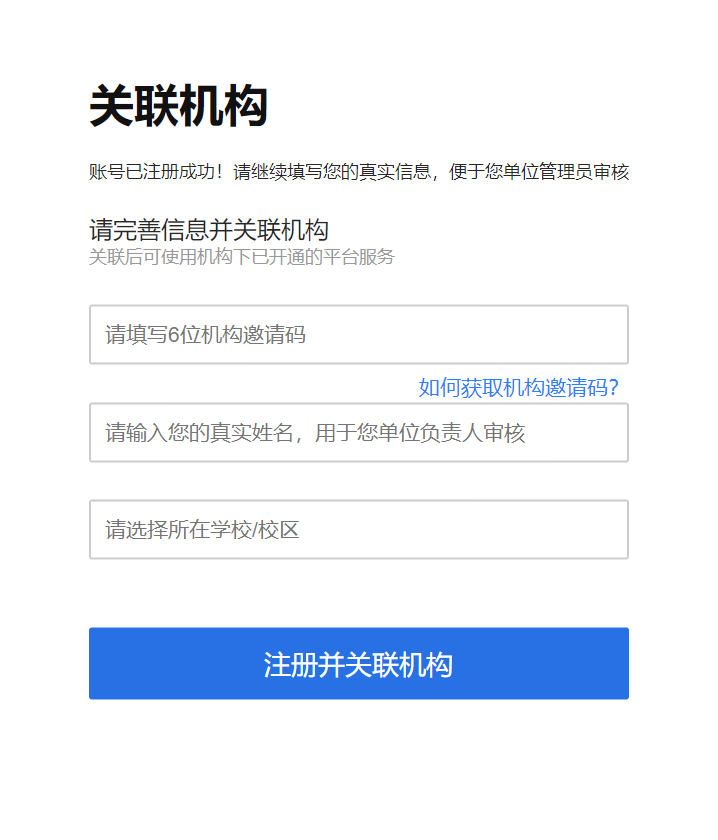 关联机构
账号已注册成功！请继续填写您的真实信息，便于您单位管理员审核
请完善信息并关联机构
关联后可使用机构下已开通的平台服务
请填写6位机构邀请码
如何获取机构邀请码？
请输入您的真实姓名，用于您单位负责人审核
请选择所在学校/校区
注册并关联机构